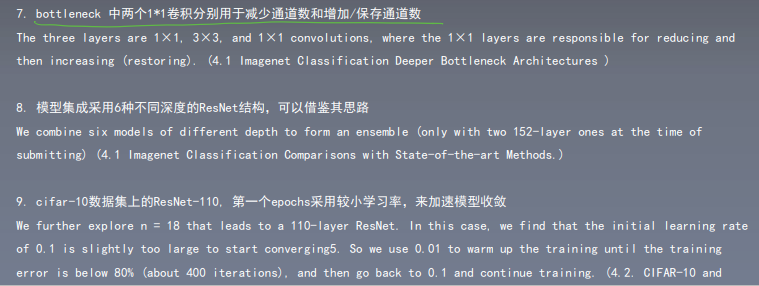 7. bottleneck 中两个1*1卷积分别用于减少通道数和增加/保存通道数
The three layers are 1×1, 3×3, and 1×1 convolutions, where the 1×1 layers are responsible for reducing and
then increasing (restoring). (4.1 Imagenet Classification Deeper Bottleneck Architectures )
8. 模型集成采用6种不同深度的ResNet结构，可以借鉴其思路
We combine six models of different depth to form an ensemble (only with two 152-layer ones at the time of
submitting) (4.1 Imagenet Classification Comparisons with State-of-the-art Methods.)
9. cifar-10数据集上的ResNet-110, 第一个epochs采用较小学习率，来加速模型收敛
We further explore n = 18 that leads to a 110-layer ResNet. In this case, we find that the initial learning rate
of 0.1 is slightly too large to start converging5. So we use 0.01 to warm up the training until the training
error is below 80% (about 400 iterations), and then go back to 0.1 and continue training. (4.2. CIFAR-10 and